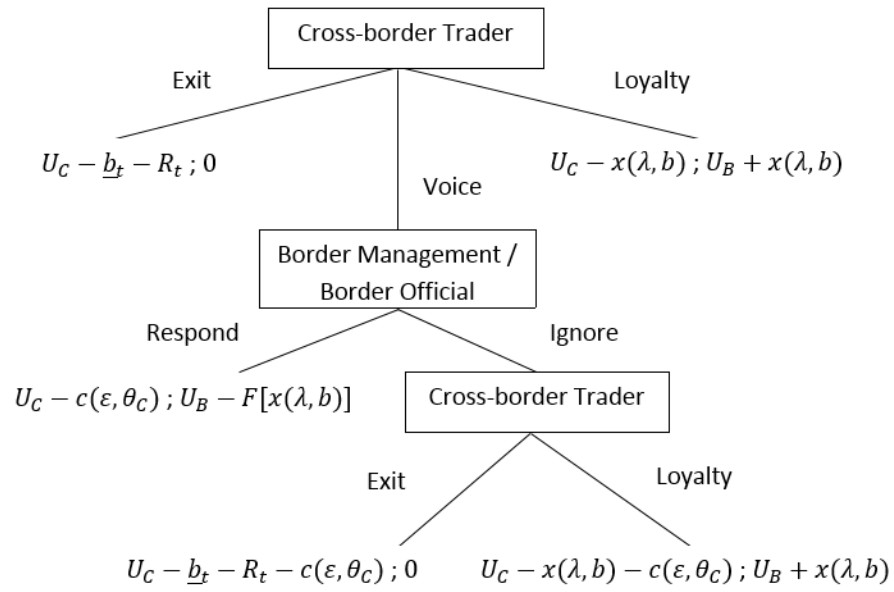 Cross-border Trader
Exit
Loyalty
U_C − b̲_t − R_t ; 0
U_C − x(λ, b) ; U_B + x(λ, b)
Voice
Border Management /
Border Official
Respond
Ignore
U_C − c(ε, θ_C) ; U_B − F[x(λ, b)]
Cross-border Trader
Exit
Loyalty
U_C − b̲_t − R_t − c(ε, θ_C) ; 0
U_C − x(λ, b) − c(ε, θ_C) ; U_B + x(λ, b)